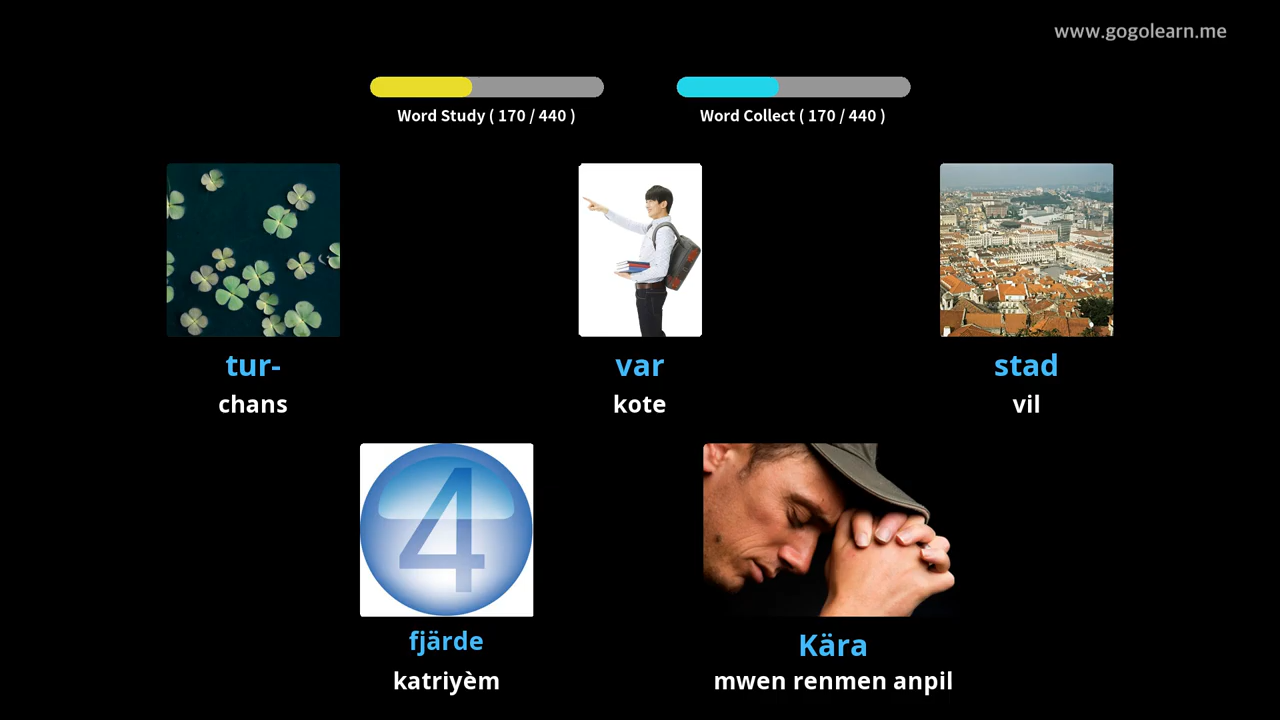 www.gogolearn.me
Word Study ( 170 / 440 )
Word Collect ( 170 / 440 )
tur-
chans
var
kote
stad
vil
4
fjärde
katriyèm
Kära
mwen renmen anpil